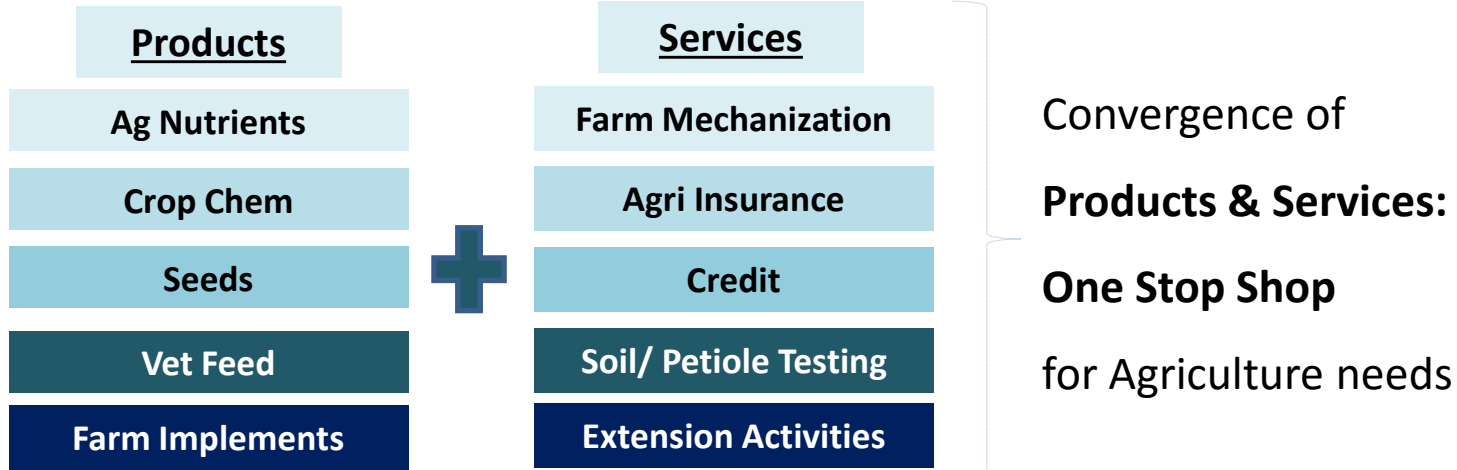 Products
Ag Nutrients
Crop Chem
Seeds
Vet Feed
Farm Implements
Services
Farm Mechanization
Agri Insurance
Credit
Soil/ Petiole Testing
Extension Activities
Convergence of
Products & Services:
One Stop Shop
for Agriculture needs